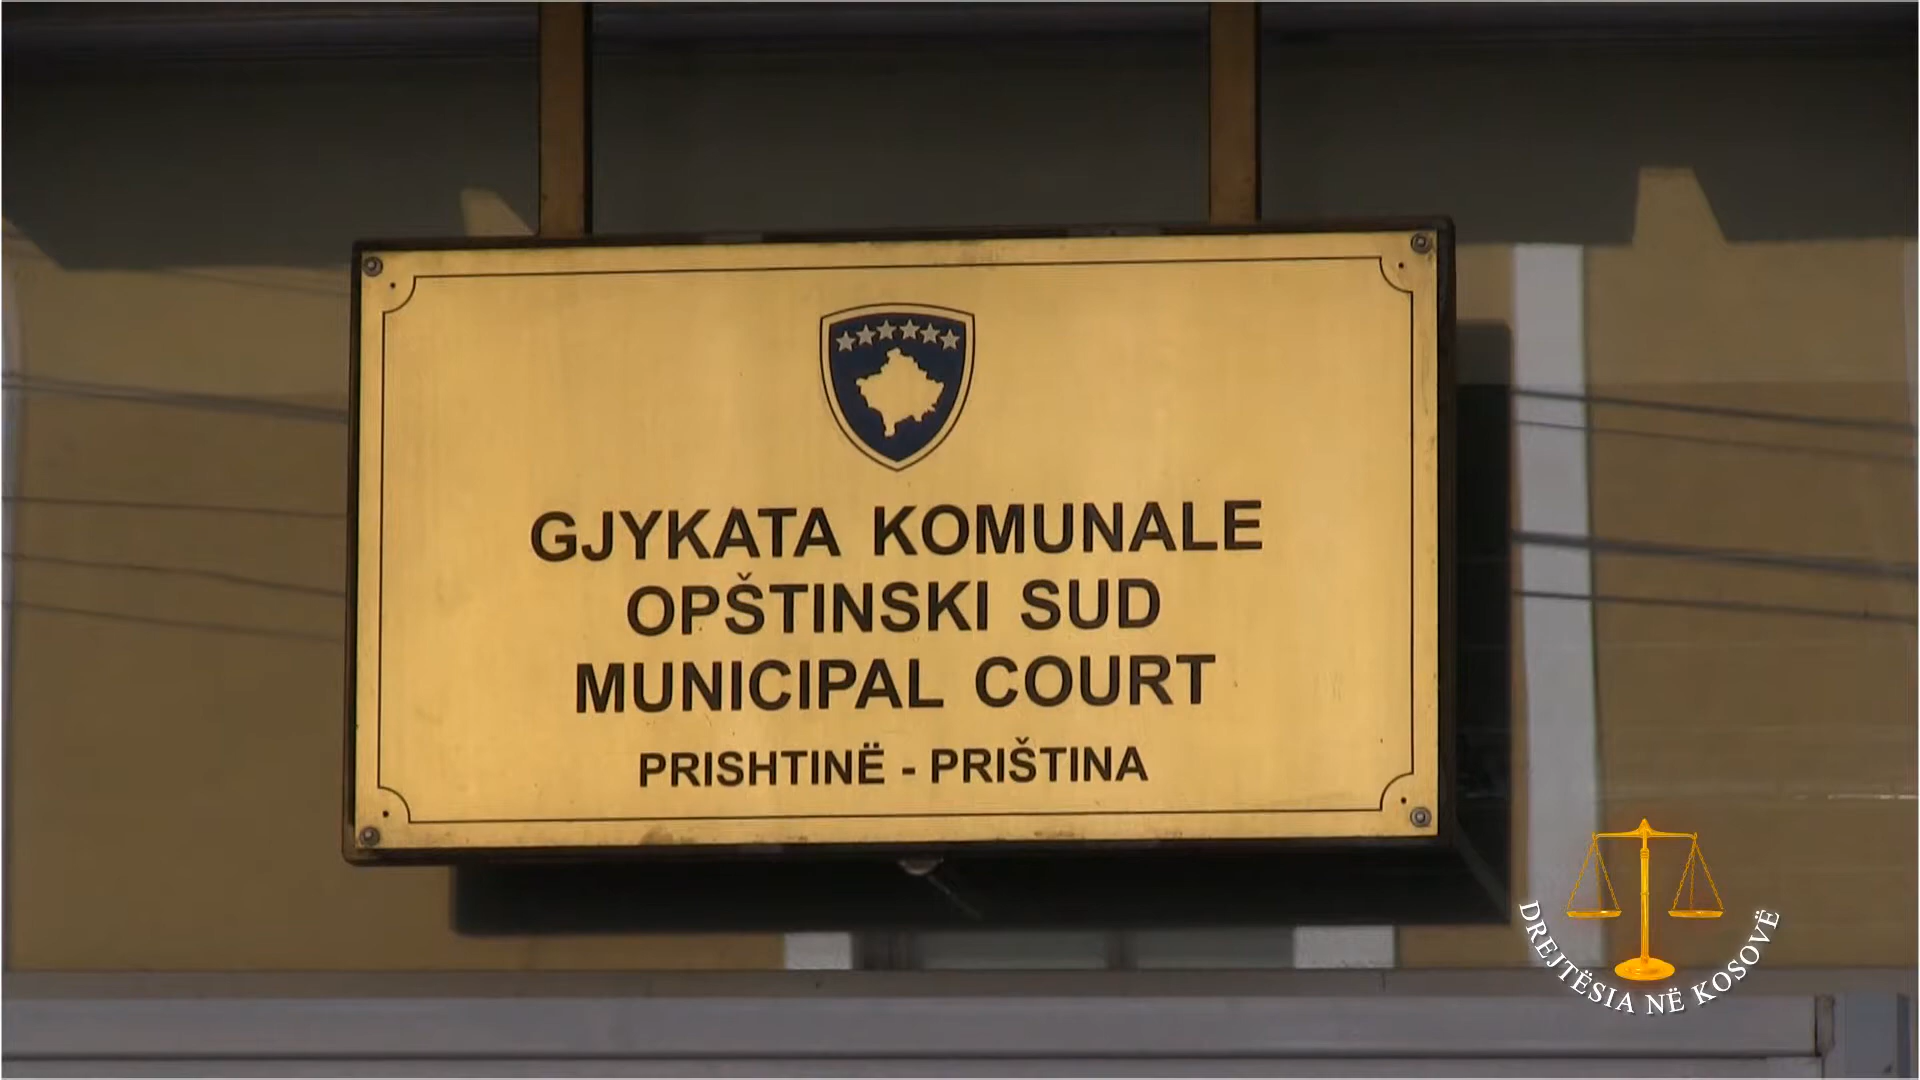 GJYKATA KOMUNALE
OPŠTINSKI SUD
MUNICIPAL COURT
PRISHTINË - PRIŠTINA
DREJTËSIA NË KOSOVË